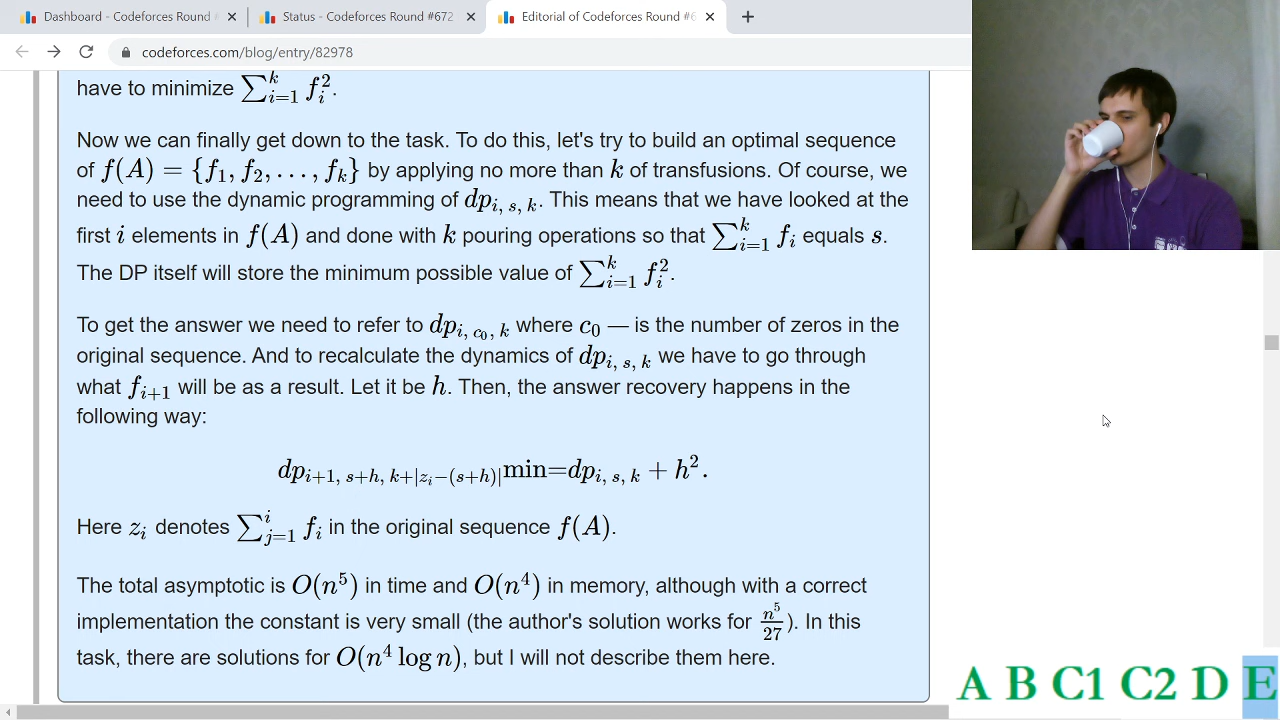 Dashboard - Codeforces Round #
Status - Codeforces Round #672
Editorial of Codeforces Round #6
codeforces.com/blog/entry/82978
have to minimize ∑_{i=1}^{k} f_i^2.
Now we can finally get down to the task. To do this, let's try to build an optimal sequence
of f(A) = {f_1, f_2, ..., f_k} by applying no more than k of transfusions. Of course, we
need to use the dynamic programming of dp_{i, s, k}. This means that we have looked at the
first i elements in f(A) and done with k pouring operations so that ∑_{i=1}^{k} f_i equals s.
The DP itself will store the minimum possible value of ∑_{i=1}^{k} f_i^2.
To get the answer we need to refer to dp_{i, c_0, k} where c_0 — is the number of zeros in the
original sequence. And to recalculate the dynamics of dp_{i, s, k} we have to go through
what f_{i+1} will be as a result. Let it be h. Then, the answer recovery happens in the
following way:
dp_{i+1, s+h, k+|z_i-(s+h)|} min= dp_{i, s, k} + h^2.
Here z_i denotes ∑_{j=1}^{i} f_i in the original sequence f(A).
The total asymptotic is O(n^5) in time and O(n^4) in memory, although with a correct
implementation the constant is very small (the author's solution works for n^5/27). In this
task, there are solutions for O(n^4 log n), but I will not describe them here.
A B C1 C2 D E